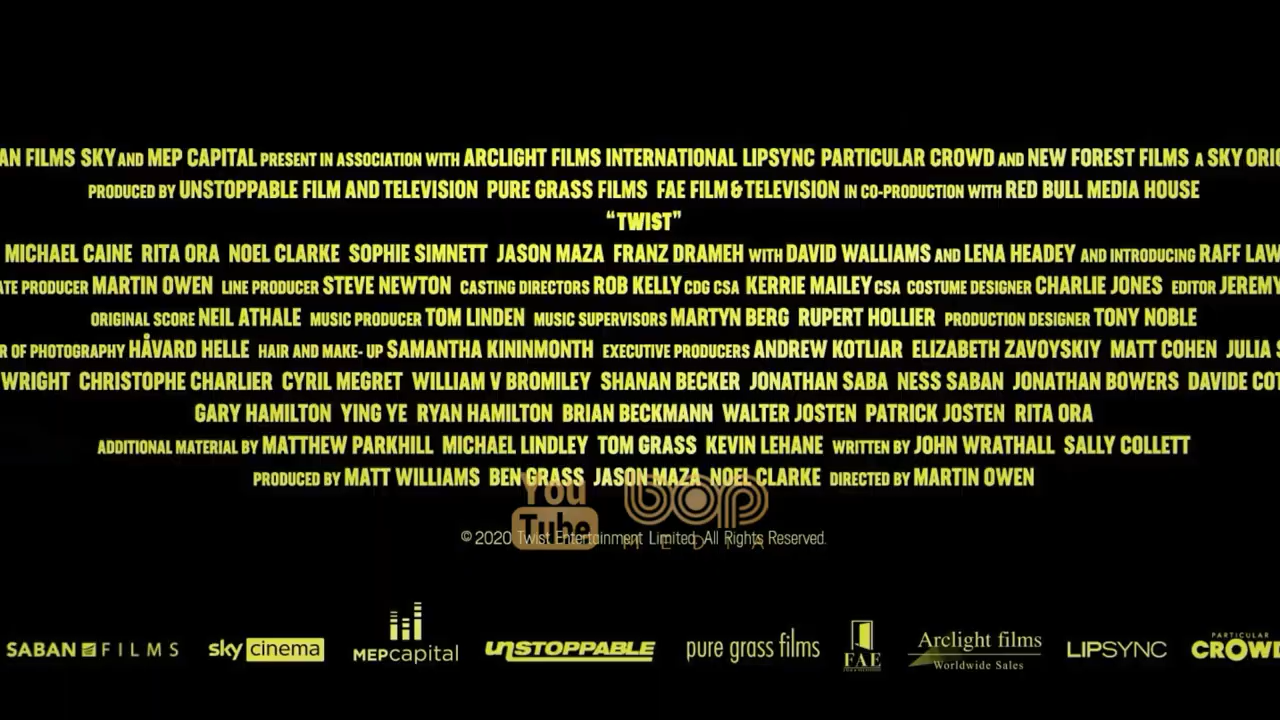 AN FILMS SKY AND MEP CAPITAL PRESENT IN ASSOCIATION WITH ARCLIGHT FILMS INTERNATIONAL LIPSYNC PARTICULAR CROWD AND NEW FOREST FILMS A SKY ORIG
PRODUCED BY UNSTOPPABLE FILM AND TELEVISION PURE GRASS FILMS FAE FILM & TELEVISION IN CO-PRODUCTION WITH RED BULL MEDIA HOUSE
“TWIST”
MICHAEL CAINE RITA ORA NOEL CLARKE SOPHIE SIMNETT JASON MAZA FRANZ DRAMEH WITH DAVID WALLIAMS AND LENA HEADEY AND INTRODUCING RAFF LAW
ATE PRODUCER MARTIN OWEN LINE PRODUCER STEVE NEWTON CASTING DIRECTORS ROB KELLY CDG CSA KERRIE MAILEY CSA COSTUME DESIGNER CHARLIE JONES EDITOR JEREMY
ORIGINAL SCORE NEIL ATHALE MUSIC PRODUCER TOM LINDEN MUSIC SUPERVISORS MARTYN BERG RUPERT HOLLIER PRODUCTION DESIGNER TONY NOBLE
R OF PHOTOGRAPHY HÅVARD HELLE HAIR AND MAKE- UP SAMANTHA KININMONTH EXECUTIVE PRODUCERS ANDREW KOTLIAR ELIZABETH ZAVOYSKIY MATT COHEN JULIA S
WRIGHT CHRISTOPHE CHARLIER CYRIL MEGRET WILLIAM V BROMILEY SHANAN BECKER JONATHAN SABA NESS SABAN JONATHAN BOWERS DAVIDE COT
GARY HAMILTON YING YE RYAN HAMILTON BRIAN BECKMANN WALTER JOSTEN PATRICK JOSTEN RITA ORA
ADDITIONAL MATERIAL BY MATTHEW PARKHILL MICHAEL LINDLEY TOM GRASS KEVIN LEHANE WRITTEN BY JOHN WRATHALL SALLY COLLETT
PRODUCED BY MATT WILLIAMS BEN GRASS JASON MAZA NOEL CLARKE DIRECTED BY MARTIN OWEN
You Tube bop MEDIA
© 2020 Twist Entertainment Limited. All Rights Reserved.
SABAN FILMS sky cinema MEPcapital UNSTOPPABLE pure grass films FAE Arclight films Worldwide Sales LIPSYNC PARTICULAR CROWD